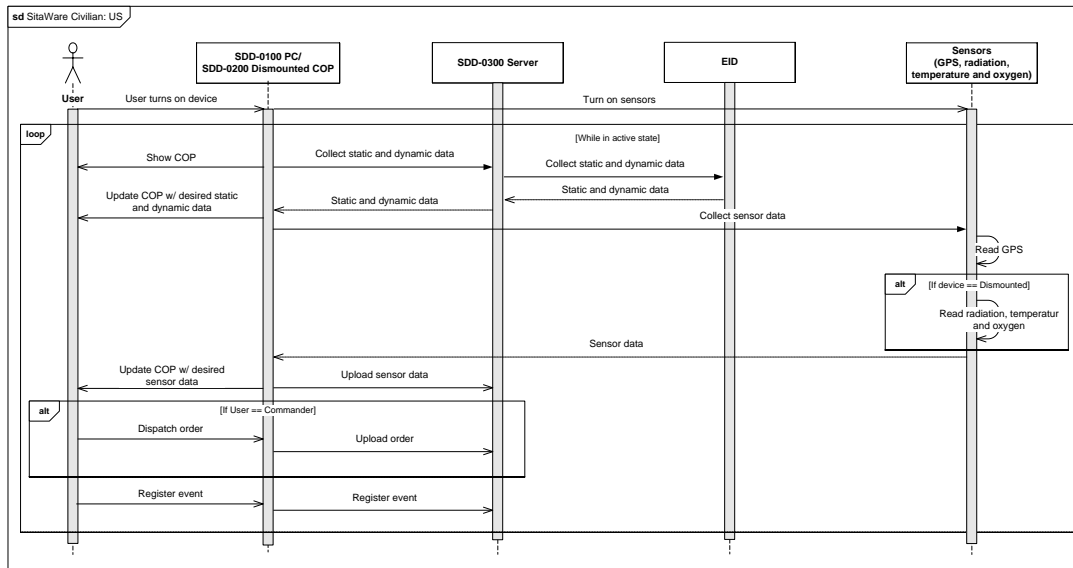 sd SitaWare Civilian: US
User
SDD-0100 PC/
SDD-0200 Dismounted COP
SDD-0300 Server
EID
Sensors
(GPS, radiation,
temperature and oxygen)
User turns on device
Turn on sensors
loop
[While in active state]
Show COP
Collect static and dynamic data
Collect static and dynamic data
Update COP w/ desired static
and dynamic data
Static and dynamic data
Static and dynamic data
Collect sensor data
Read GPS
alt
[If device == Dismounted]
Read radiation, temperatur
and oxygen
Sensor data
Update COP w/ desired
sensor data
Upload sensor data
alt
[If User == Commander]
Dispatch order
Upload order
Register event
Register event